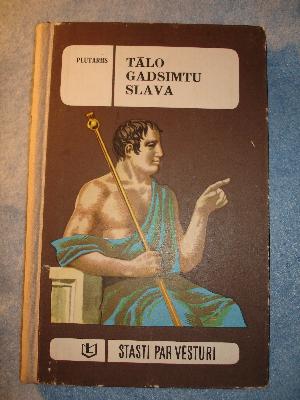 PLUTARHS
TĀLO
GADSIMTU
SLAVA
STĀSTI PAR VĒSTURI